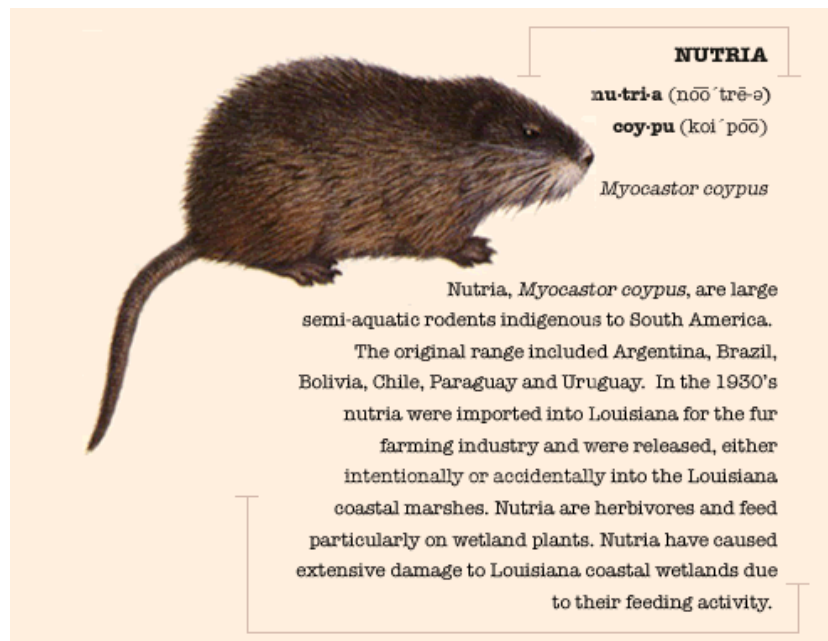 NUTRIA
nu·tri·a (no͞o´trē-ə)
coy·pu (koi´po͞o)
Myocastor coypus
Nutria, Myocastor coypus, are large
semi-aquatic rodents indigenous to South America.
The original range included Argentina, Brazil,
Bolivia, Chile, Paraguay and Uruguay.  In the 1930's
nutria were imported into Louisiana for the fur
farming industry and were released, either
intentionally or accidentally into the Louisiana
coastal marshes. Nutria are herbivores and feed
particularly on wetland plants. Nutria have caused
extensive damage to Louisiana coastal wetlands due
to their feeding activity.